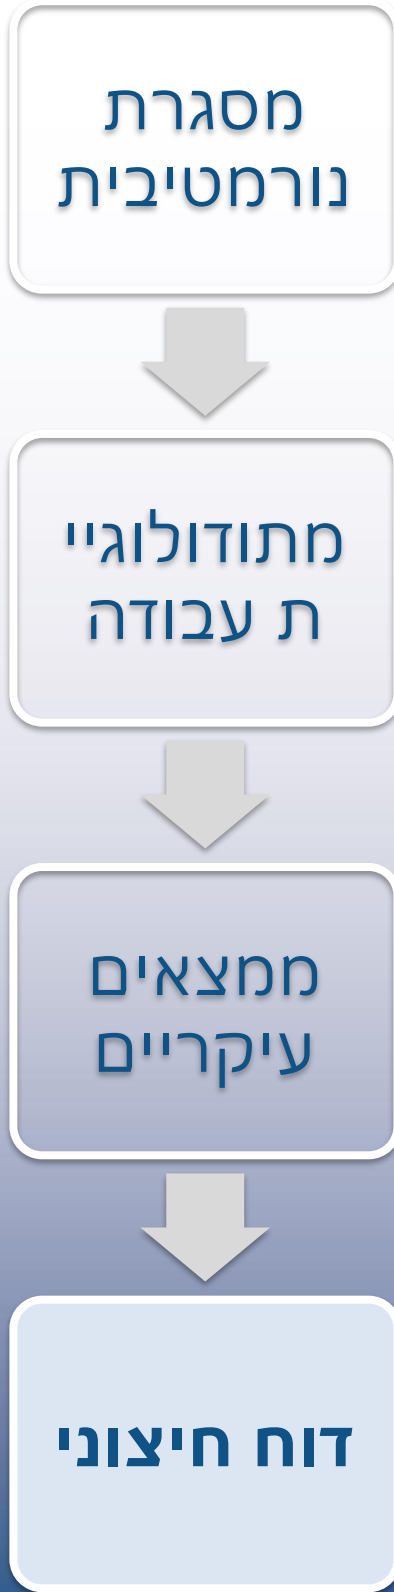 מסגרת
נורמטיבית
מתודולוגיי
ת עבודה
ממצאים
עיקריים
דוח חיצוני